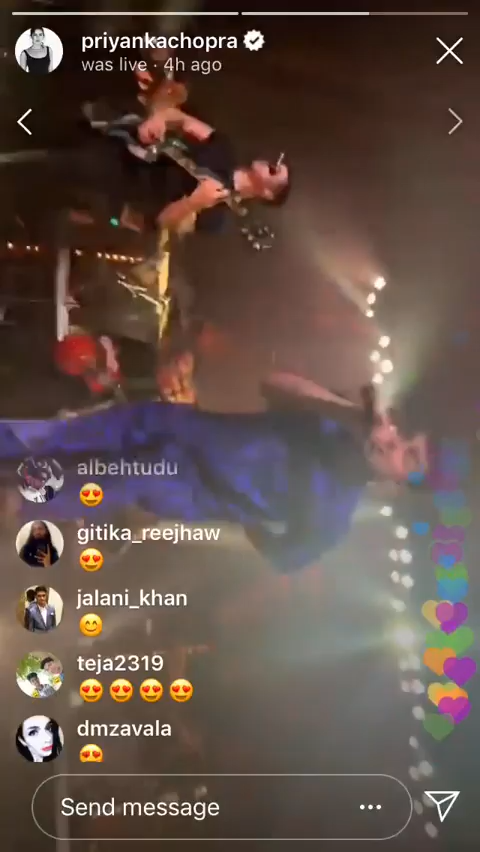 priyankachopra
was live · 4h ago
albehtudu
😍
gitika_reejhaw
😍
jalani_khan
😊
teja2319
😍😍😍😍
dmzavala
😍
Send message